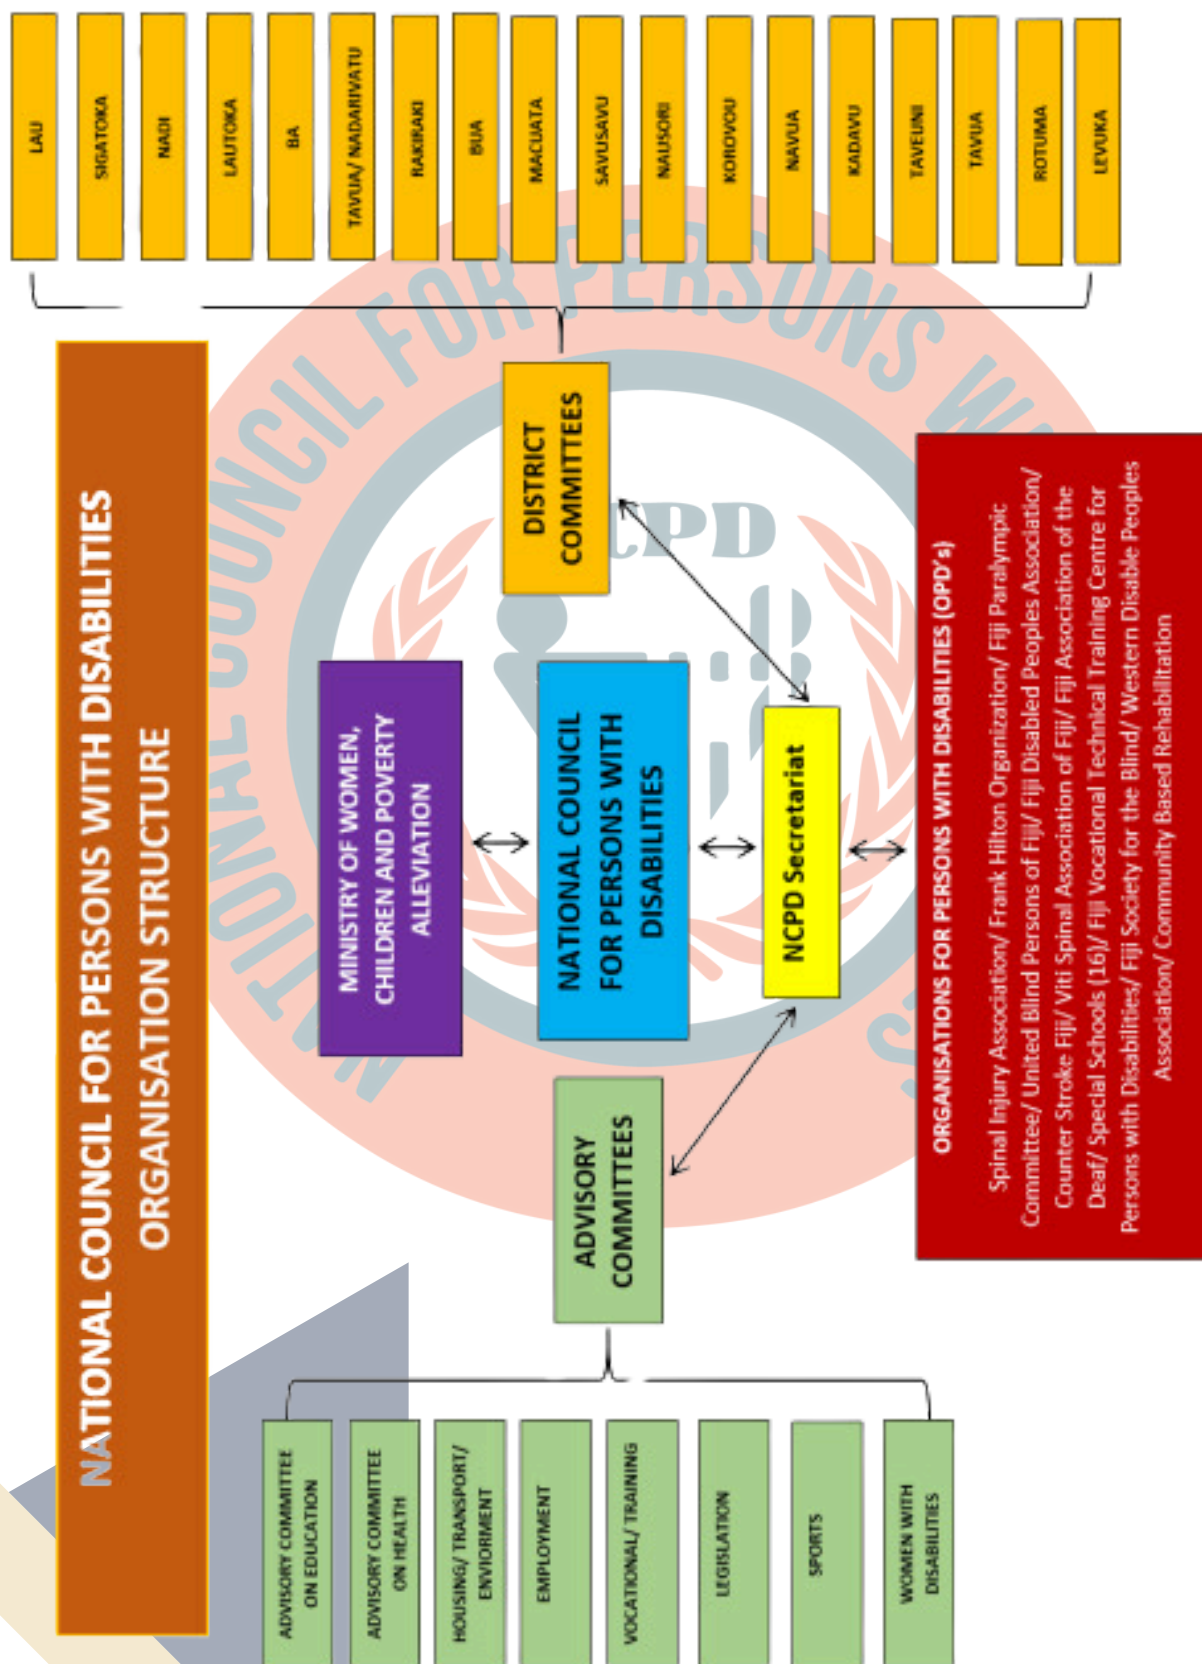 NATIONAL COUNCIL FOR PERSONS WITH DISABILITIES
ORGANISATION STRUCTURE
MINISTRY OF WOMEN,
CHILDREN AND POVERTY
ALLEVIATION
NATIONAL COUNCIL
FOR PERSONS WITH
DISABILITIES
NCPD Secretariat
ADVISORY
COMMITTEES
ADVISORY COMMITTEE
ON EDUCATION
ADVISORY COMMITTEE
ON HEALTH
HOUSING/ TRANSPORT/
ENVIORMENT
EMPLOYMENT
VOCATIONAL/ TRAINING
LEGISLATION
SPORTS
WOMEN WITH
DISABILITIES
DISTRICT
COMMITTEES
LAU
SIGATOKA
NADI
LAUTOKA
BA
TAVUA/ NADARIVATU
RAKIRAKI
BUA
MACUATA
SAVUSAVU
NAUSORI
KOROVOU
NAVUA
KADAVU
TAVEUNI
TAVUA
ROTUMA
LEVUKA
ORGANISATIONS FOR PERSONS WITH DISABILITIES (OPD's)
Spinal Injury Association/ Frank Hilton Organization/ Fiji Paralympic
Committee/ United Blind Persons of Fiji/ Fiji Disabled Peoples Association/
Counter Stroke Fiji/ Viti Spinal Association of Fiji/ Fiji Association of the
Deaf/ Special Schools (16)/ Fiji Vocational Technical Training Centre for
Persons with Disabilities/ Fiji Society for the Blind/ Western Disable Peoples
Association/ Community Based Rehabilitation
NATIONAL COUNCIL FOR PERSONS